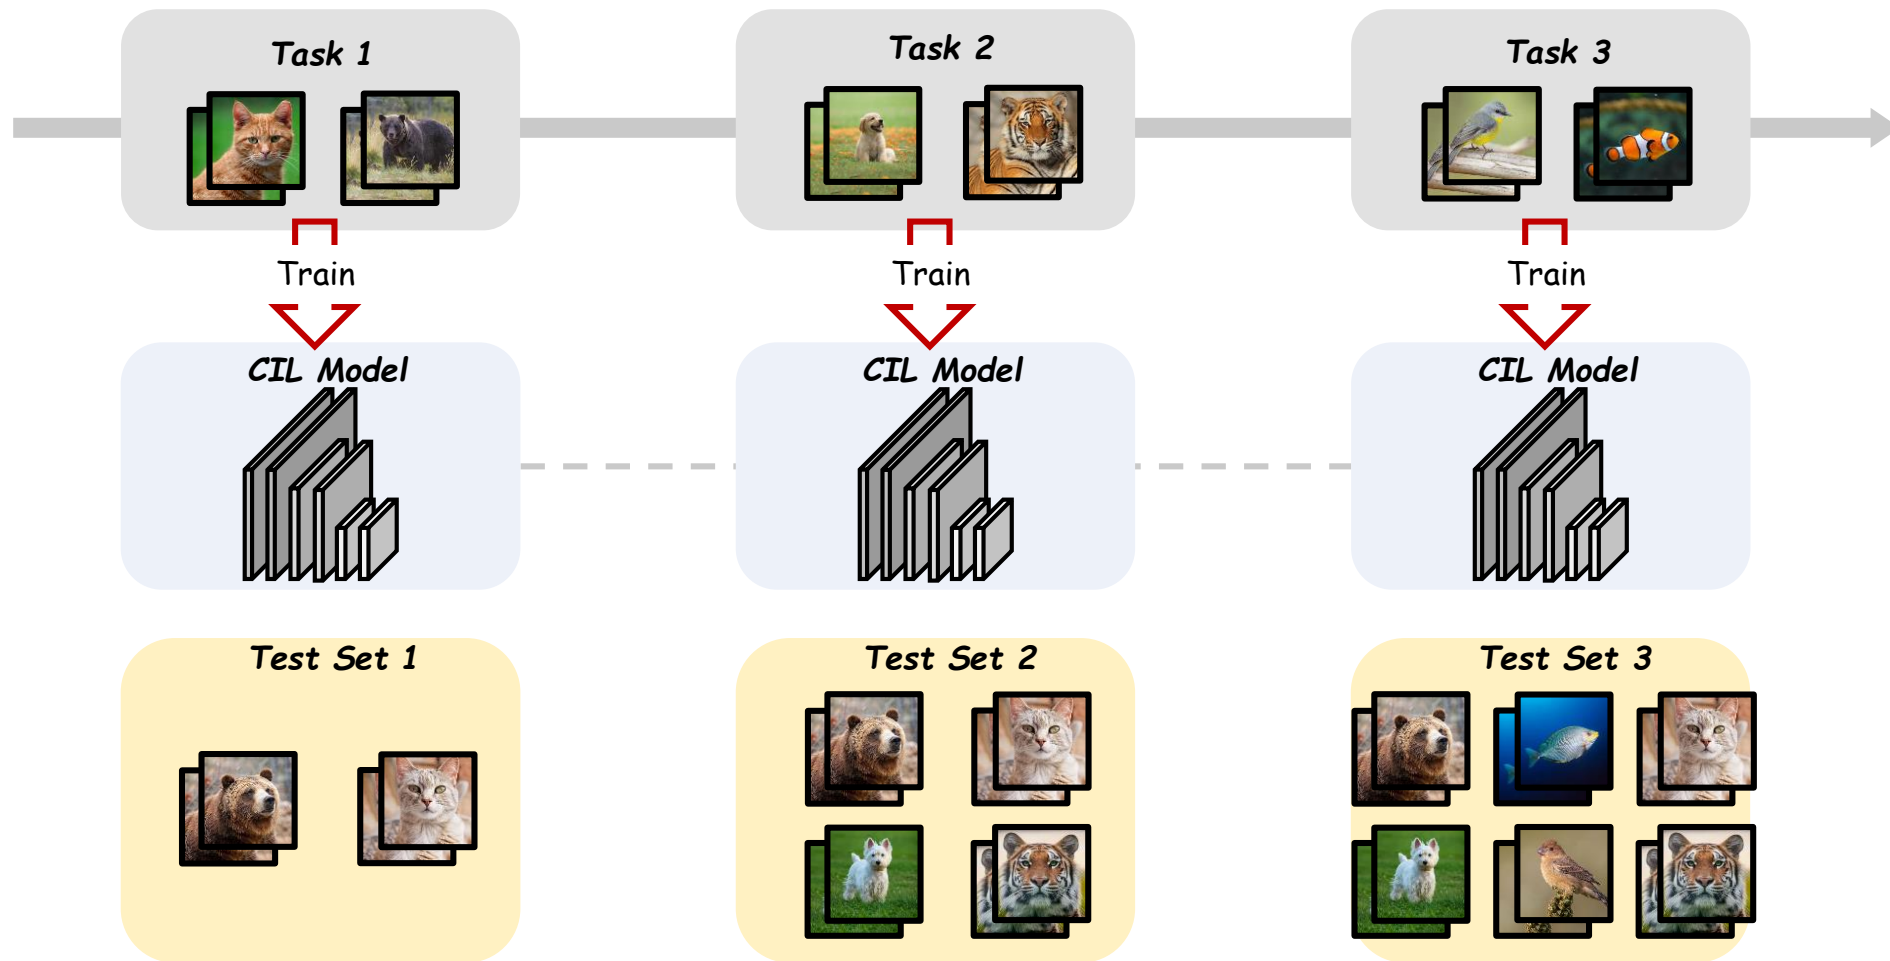 Task 1
Task 2
Task 3
Train
Train
Train
CIL Model
CIL Model
CIL Model
Test Set 1
Test Set 2
Test Set 3